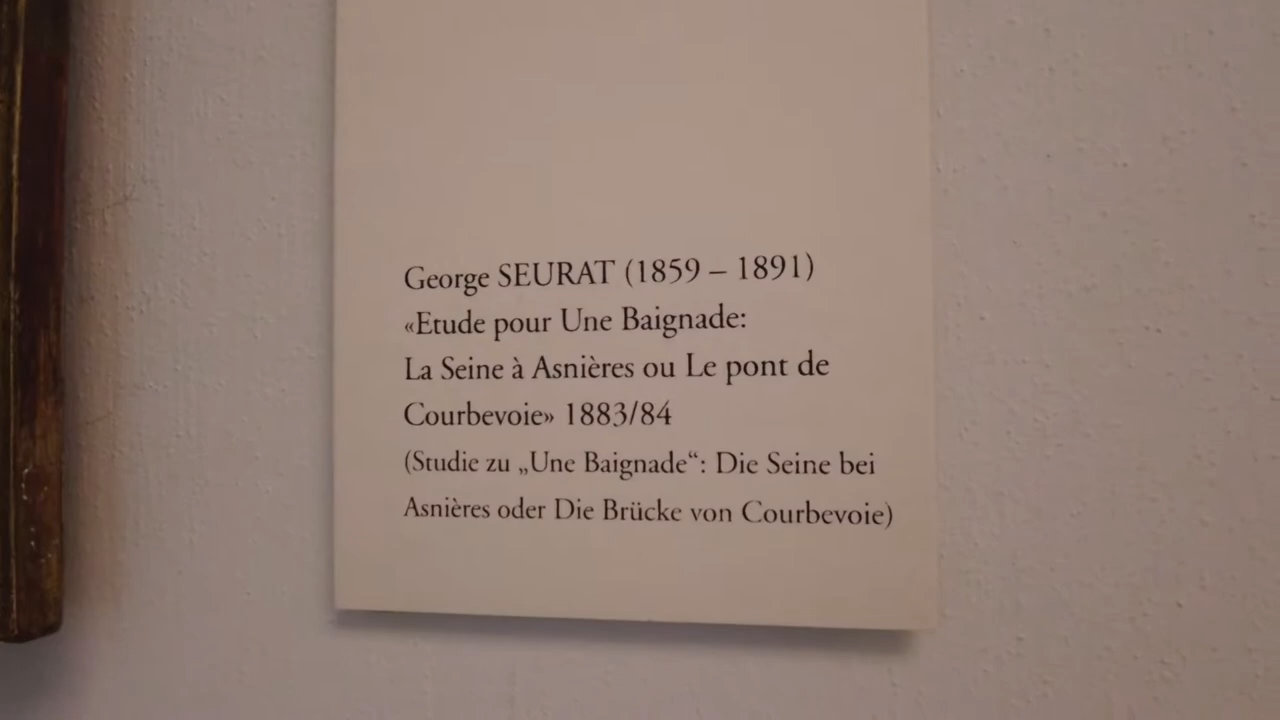 George SEURAT (1859 – 1891)
«Etude pour Une Baignade:
La Seine à Asnières ou Le pont de
Courbevoie» 1883/84
(Studie zu „Une Baignade“: Die Seine bei
Asnières oder Die Brücke von Courbevoie)